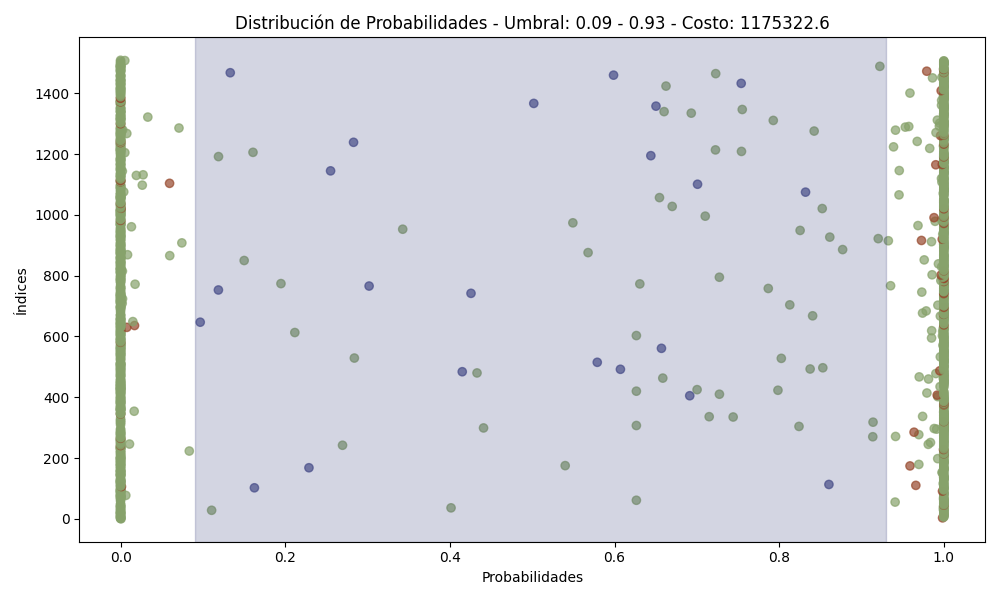 Distribución de Probabilidades - Umbral: 0.09 - 0.93 - Costo: 1175322.6
Índices
1400
1200
1000
800
600
400
200
0
0.0 0.2 0.4 0.6 0.8 1.0
Probabilidades